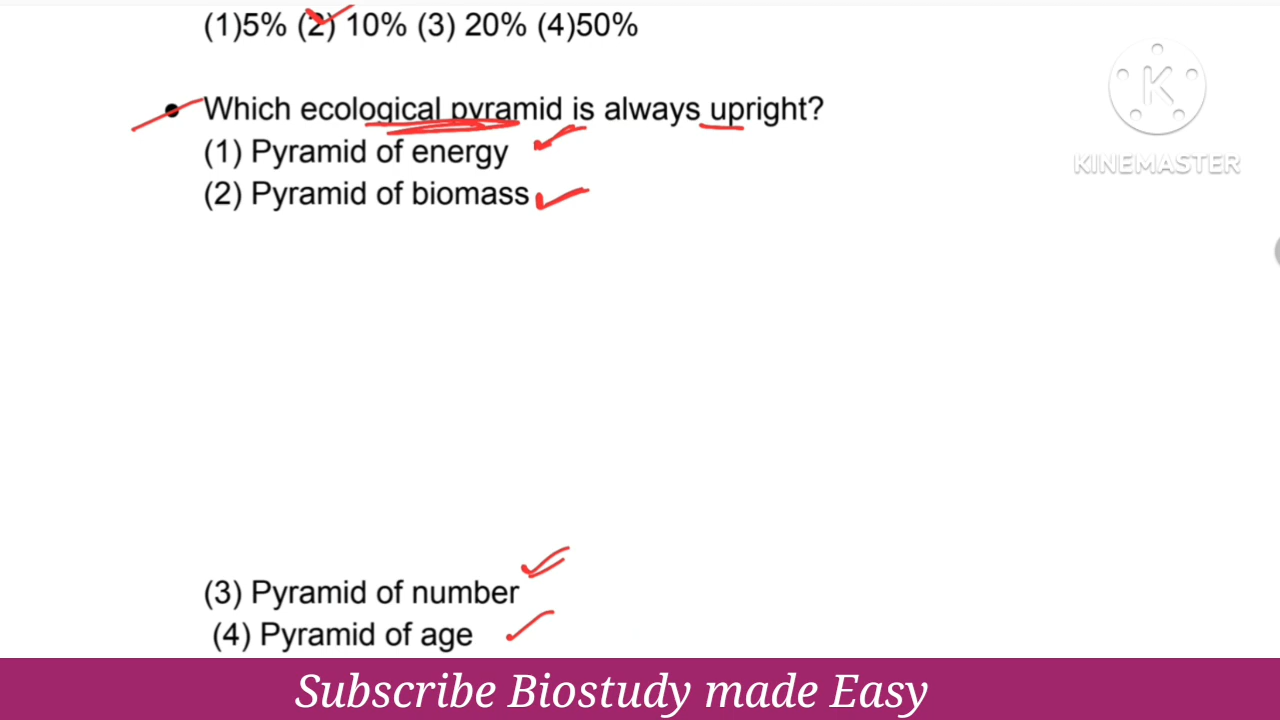 (1)5% (2) 10% (3) 20% (4)50%
KINEMASTER
● Which ecological pyramid is always upright?
(1) Pyramid of energy
(2) Pyramid of biomass
(3) Pyramid of number
(4) Pyramid of age
Subscribe Biostudy made Easy